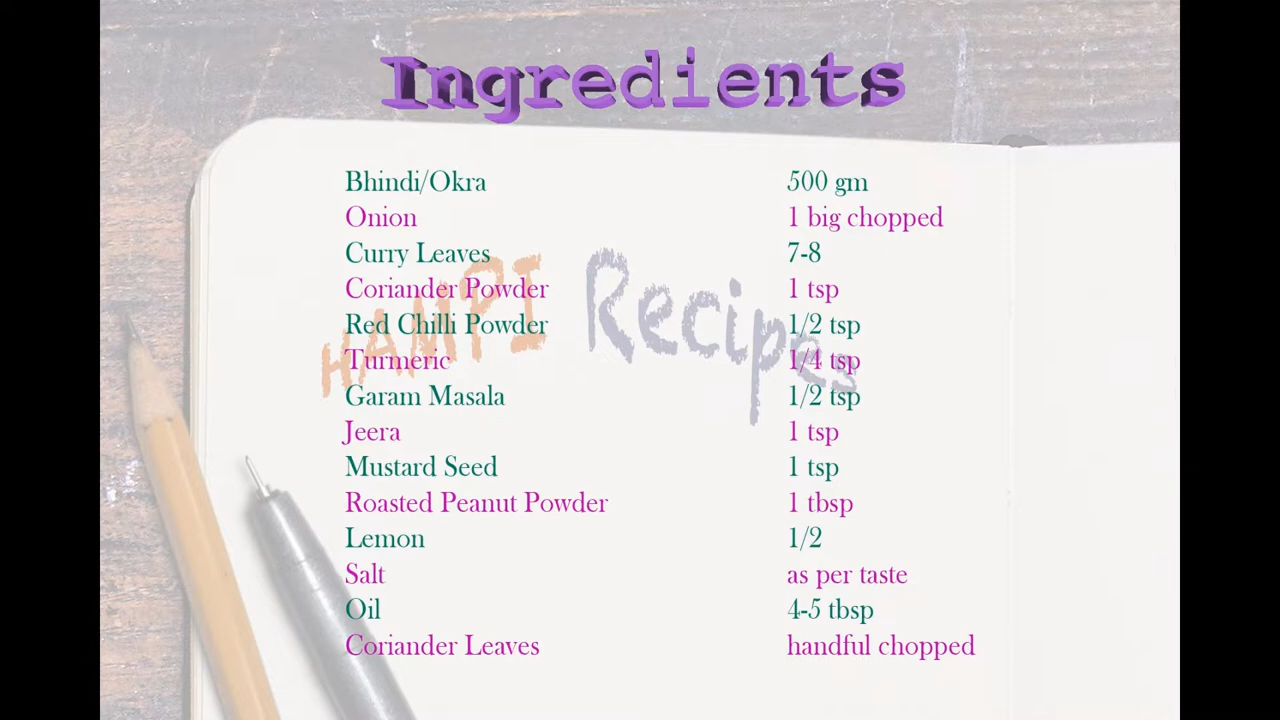 Ingredients
Bhindi/Okra 500 gm
Onion 1 big chopped
Curry Leaves 7-8
Coriander Powder 1 tsp
Red Chilli Powder 1/2 tsp
Turmeric 1/4 tsp
Garam Masala 1/2 tsp
Jeera 1 tsp
Mustard Seed 1 tsp
Roasted Peanut Powder 1 tbsp
Lemon 1/2
Salt as per taste
Oil 4-5 tbsp
Coriander Leaves handful chopped
HAMPI Recipes